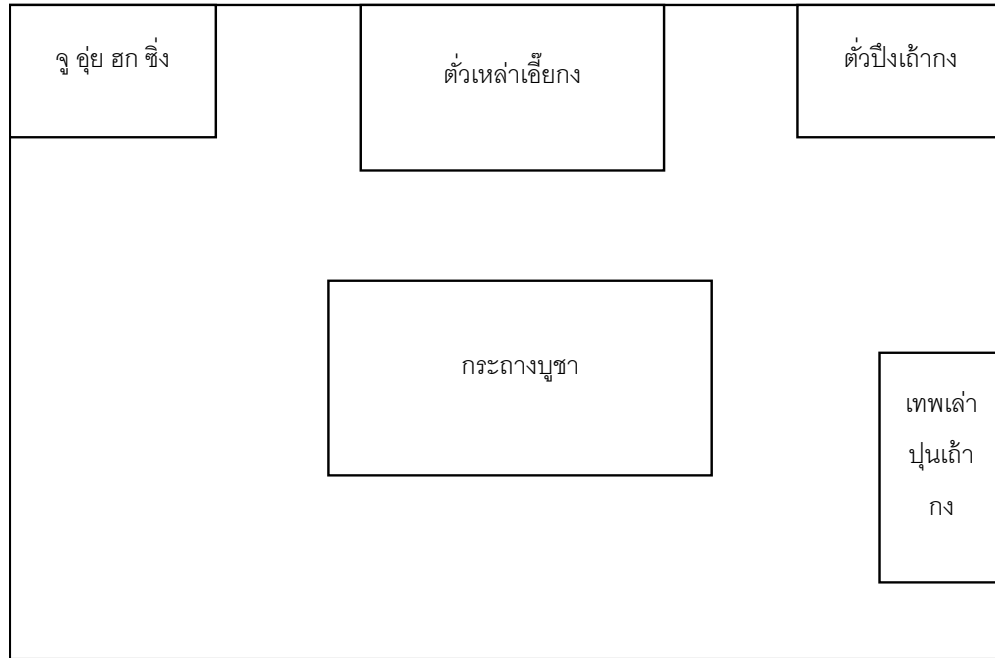 จู อุ่ย ฮก ซิ่ง
ตั่วเหล่าเอี๊ยกง
ตั่วปึงเถ้ากง
กระถางบูชา
เทพเล่า
ปุนเถ้า
กง